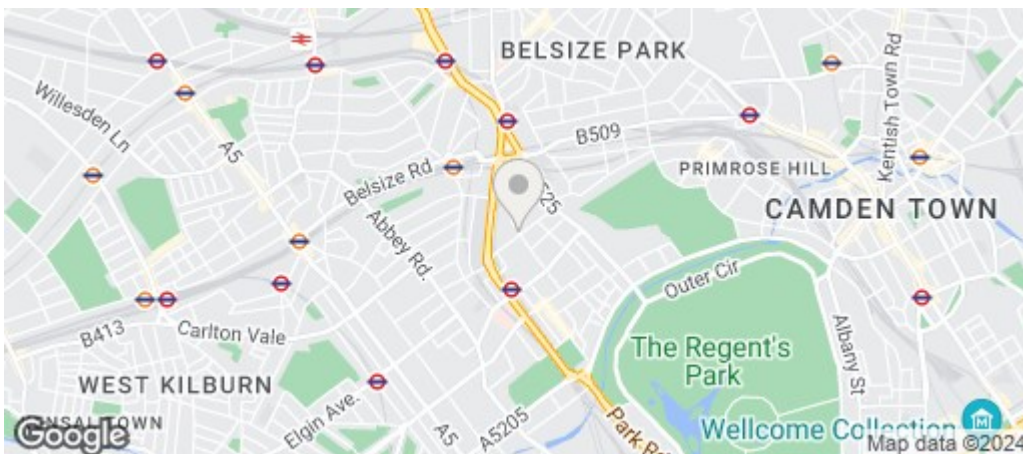 BELSIZE PARK
Kentish Town Rd
Willesden Ln
B509
A5
PRIMROSE HILL
Belsize Rd
CAMDEN TOWN
Abbey Rd.
Outer Cir
Carlton Vale
B413
The Regent's
Park
Albany St
WEST KILBURN
Elgin Ave.
A5
A5205
Park Rd
Wellcome Collection
Google
Map data ©2024